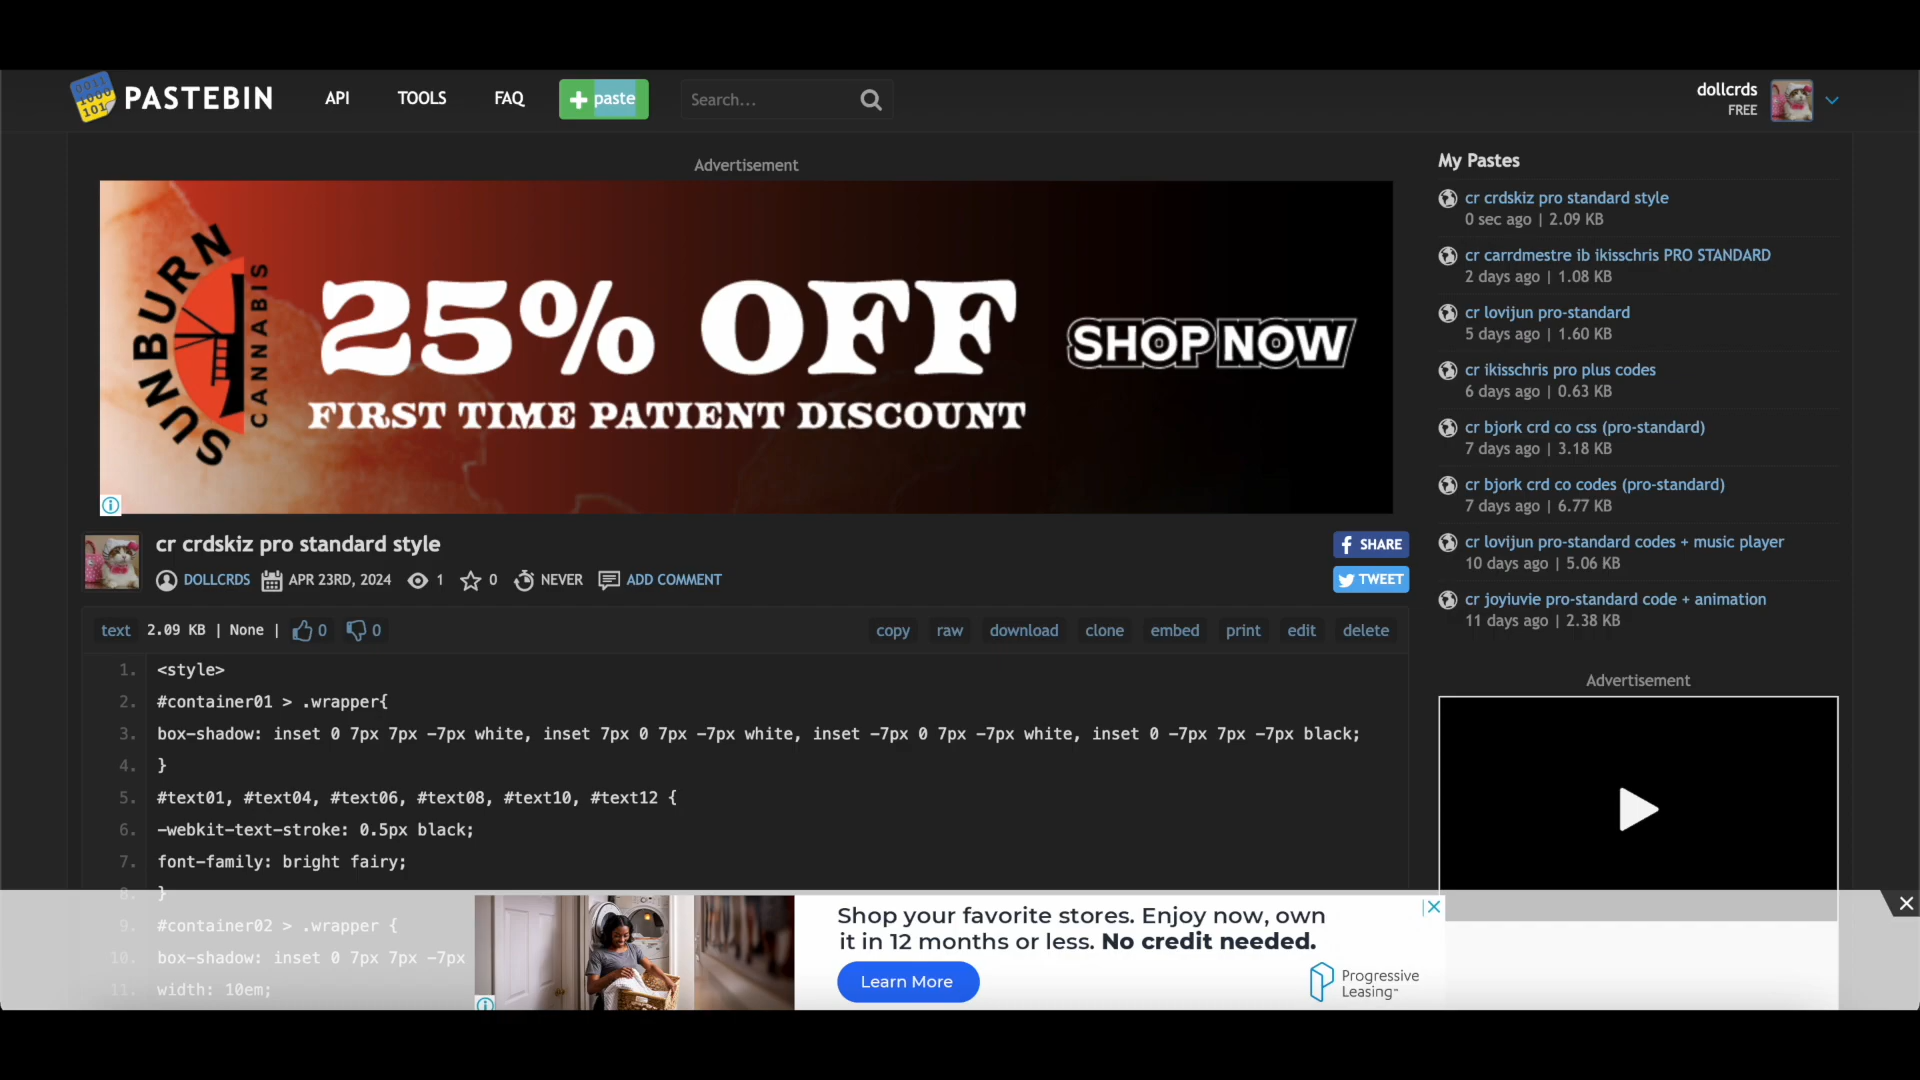 PASTEBIN API TOOLS FAQ paste Search... dollcrds
FREE
Advertisement
SUNBURN CANNABIS
25% OFF
FIRST TIME PATIENT DISCOUNT
SHOP NOW
cr crdskiz pro standard style
DOLLCRDS APR 23RD, 2024 1 0 NEVER ADD COMMENT
SHARE
TWEET
text 2.09 KB | None | 0 0 copy raw download clone embed print edit delete
1. <style>
2. #container01 > .wrapper{
3. box-shadow: inset 0 7px 7px -7px white, inset 7px 0 7px -7px white, inset -7px 0 7px -7px white, inset 0 -7px 7px -7px black;
4. }
5. #text01, #text04, #text06, #text08, #text10, #text12 {
6. -webkit-text-stroke: 0.5px black;
7. font-family: bright fairy;
8. }
9. #container02 > .wrapper {
10. box-shadow: inset 0 7px 7px -7px
11. width: 10em;
My Pastes
cr crdskiz pro standard style
0 sec ago | 2.09 KB
cr carrdmestre ib ikisschris PRO STANDARD
2 days ago | 1.08 KB
cr lovijun pro-standard
5 days ago | 1.60 KB
cr ikisschris pro plus codes
6 days ago | 0.63 KB
cr bjork crd co css (pro-standard)
7 days ago | 3.18 KB
cr bjork crd co codes (pro-standard)
7 days ago | 6.77 KB
cr lovijun pro-standard codes + music player
10 days ago | 5.06 KB
cr joyiuvie pro-standard code + animation
11 days ago | 2.38 KB
Advertisement
Shop your favorite stores. Enjoy now, own
it in 12 months or less. No credit needed.
Learn More
Progressive
Leasing